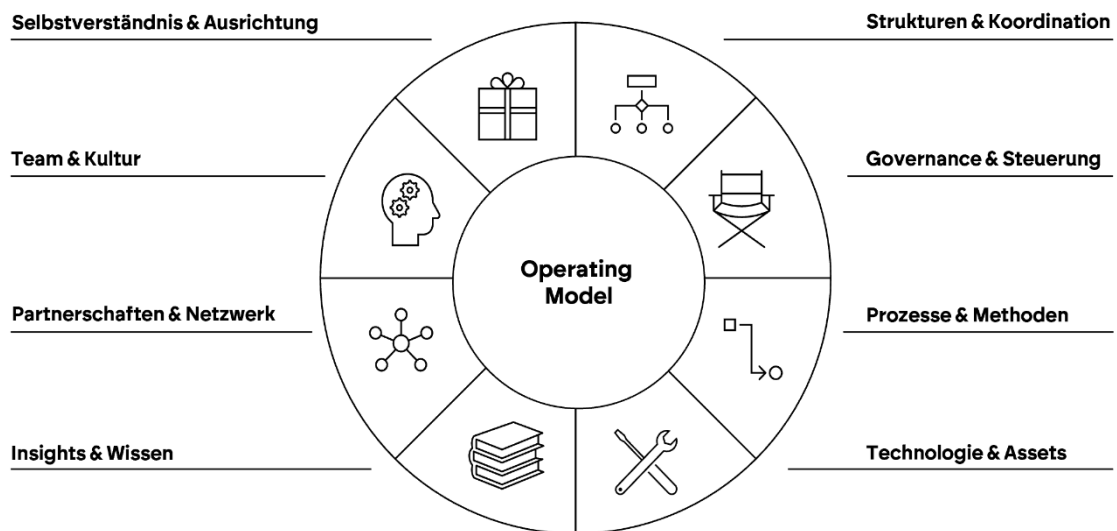 Selbstverständnis & Ausrichtung
Strukturen & Koordination
Team & Kultur
Governance & Steuerung
Operating
Model
Partnerschaften & Netzwerk
Prozesse & Methoden
Insights & Wissen
Technologie & Assets